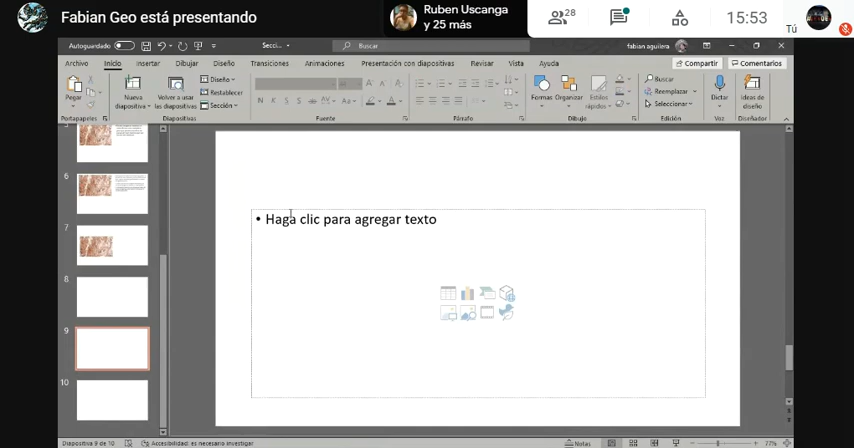 Fabian Geo está presentando
Ruben Uscanga
y 25 más
28
15:53
Tú
Autoguardado
Secci...
Buscar
fabian aguilera
Archivo
Inicio
Insertar
Dibujar
Diseño
Transiciones
Animaciones
Presentación con diapositivas
Revisar
Vista
Ayuda
Compartir
Comentarios
Pegar
Nueva
diapositiva
Volver a usar
las diapositivas
Diseño
Restablecer
Sección
N K S
Aa
Formas
Organizar
Estilos
rápidos
Buscar
Reemplazar
Seleccionar
Dictar
Ideas de
diseño
Portapapeles
Diapositivas
Fuente
Párrafo
Dibujo
Edición
Voz
Diseñador
6
7
8
9
10
• Haga clic para agregar texto
Diapositiva 9 de 10
Accesibilidad: es necesario investigar
Notas
77%